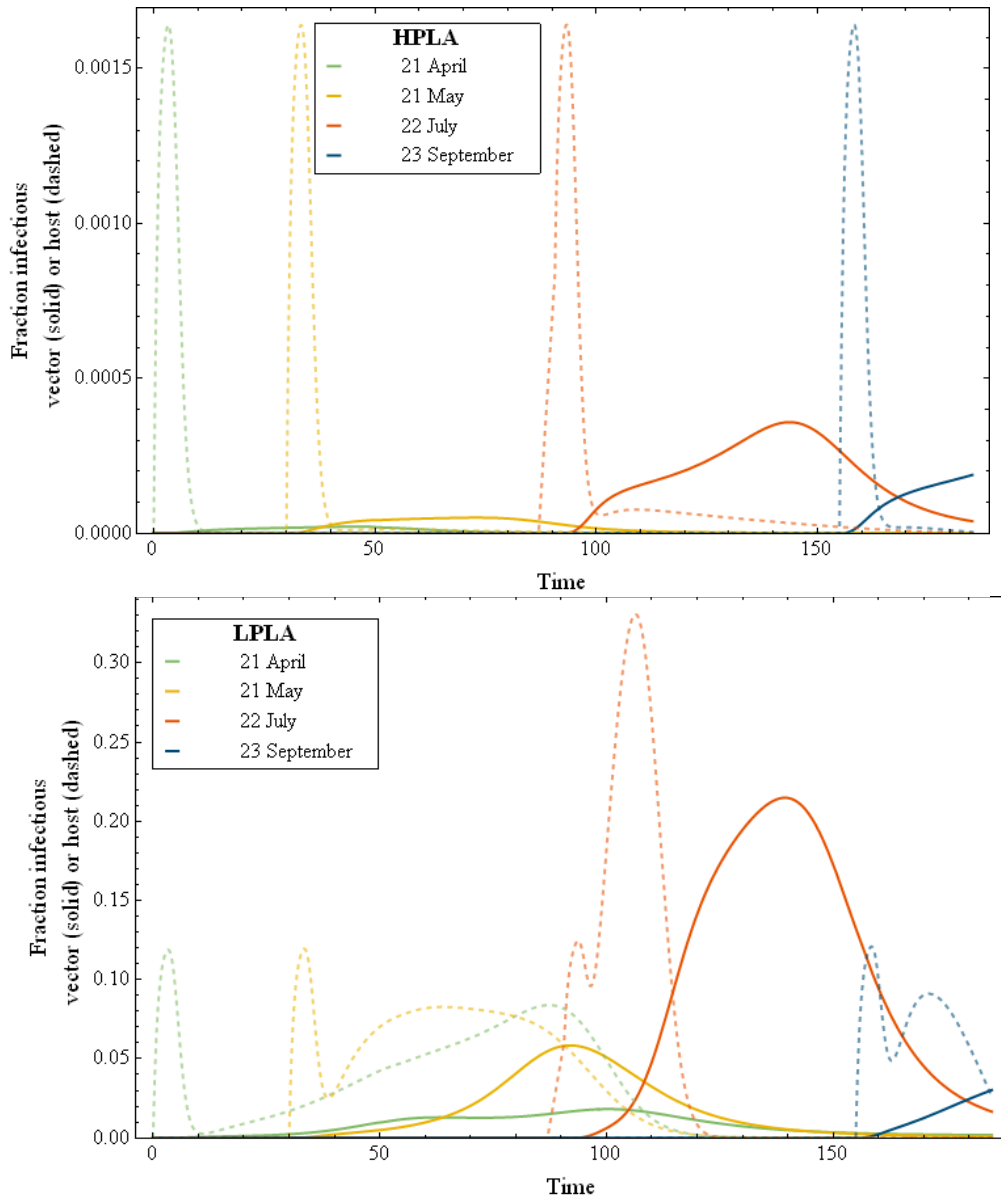 HPLA
21 April
21 May
22 July
23 September
Fraction infectious
vector (solid) or host (dashed)
0.0015
0.0010
0.0005
0.0000
0 50 100 150
Time
LPLA
21 April
21 May
22 July
23 September
Fraction infectious
vector (solid) or host (dashed)
0.30
0.25
0.20
0.15
0.10
0.05
0.00
0 50 100 150
Time